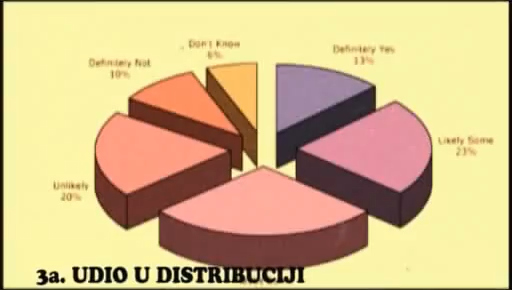 Don't Know
6%
Definitely Yes
13%
Definitely Not
10%
Likely Some
23%
Unlikely
20%
3a. UDIO U DISTRIBUCIJI